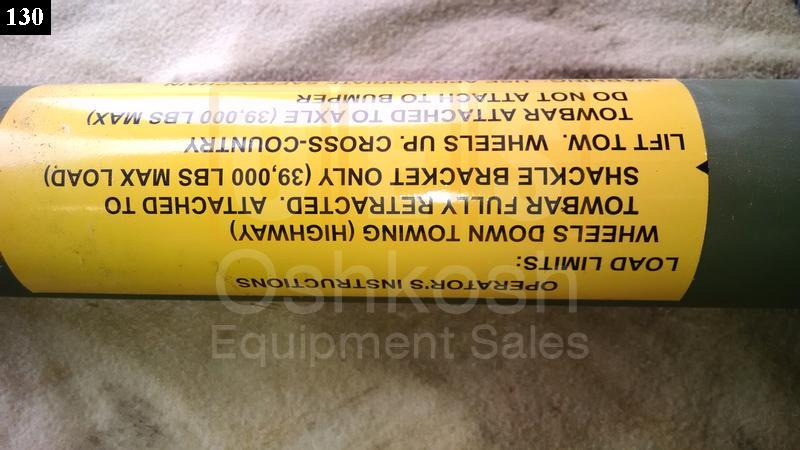 130
OPERATOR'S INSTRUCTIONS
LOAD LIMITS:
WHEELS DOWN TOWING (HIGHWAY)
TOWBAR FULLY RETRACTED. ATTACHED TO
SHACKLE BRACKET ONLY (39,000 LBS MAX LOAD)
LIFT TOW. WHEELS UP. CROSS-COUNTRY
TOWBAR ATTACHED TO AXLE (39,000 LBS MAX)
DO NOT ATTACH TO BUMPER
Oshkosh
Equipment Sales